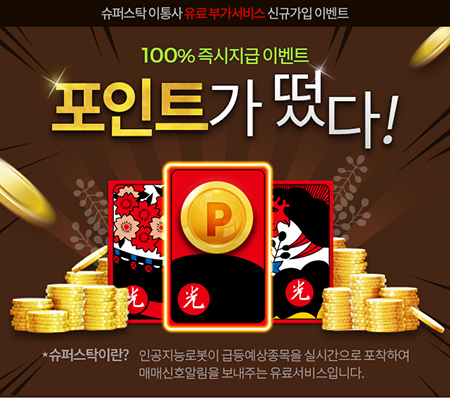 슈퍼스탁 이통사 유료 부가서비스 신규가입 이벤트
100% 즉시지급 이벤트
포인트가 떴다!
P
光 光 光
*슈퍼스탁이란? 인공지능로봇이 급등예상종목을 실시간으로 포착하여
매매신호알림을 보내주는 유료서비스입니다.